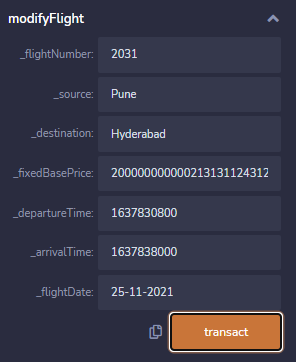 modifyFlight
_flightNumber: 2031
_source: Pune
_destination: Hyderabad
_fixedBasePrice: 200000000000213131124312
_departureTime: 1637830800
_arrivalTime: 1637838000
_flightDate: 25-11-2021
transact